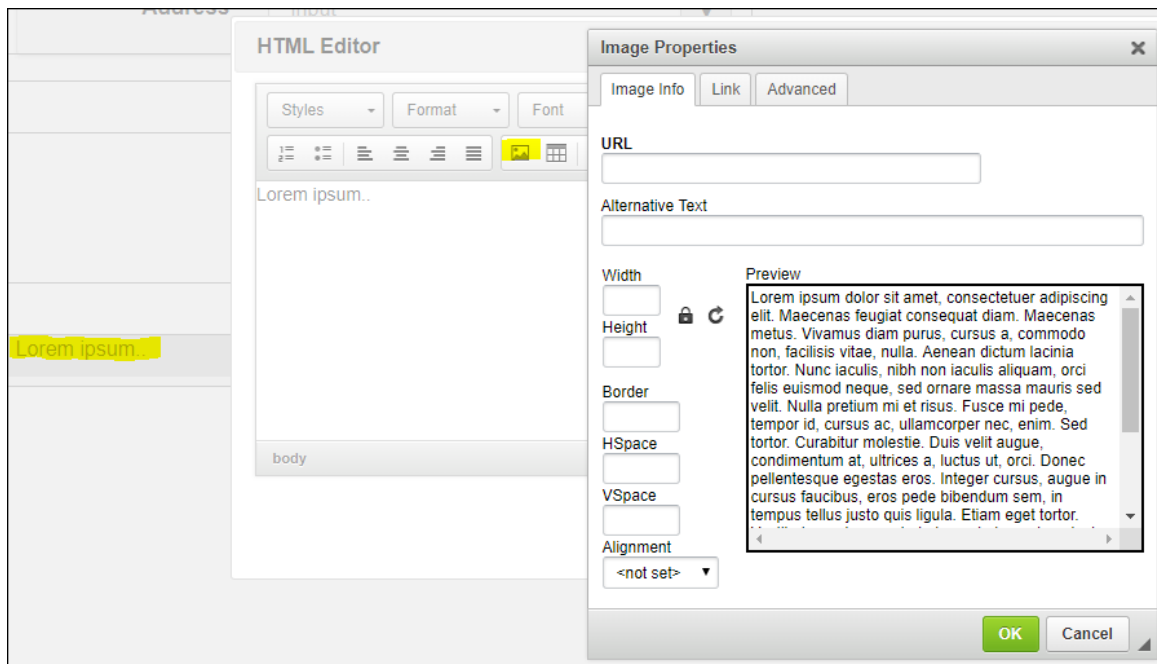 Address
Input
HTML Editor
Styles
Format
Font
Lorem ipsum..
body
Lorem ipsum..
Image Properties
Image Info
Link
Advanced
URL
Alternative Text
Width
Height
Border
HSpace
VSpace
Alignment
<not set>
Preview
Lorem ipsum dolor sit amet, consectetuer adipiscing
elit. Maecenas feugiat consequat diam. Maecenas
metus. Vivamus diam purus, cursus a, commodo
non, facilisis vitae, nulla. Aenean dictum lacinia
tortor. Nunc iaculis, nibh non iaculis aliquam, orci
felis euismod neque, sed ornare massa mauris sed
velit. Nulla pretium mi et risus. Fusce mi pede,
tempor id, cursus ac, ullamcorper nec, enim. Sed
tortor. Curabitur molestie. Duis velit augue,
condimentum at, ultrices a, luctus ut, orci. Donec
pellentesque egestas eros. Integer cursus, augue in
cursus faucibus, eros pede bibendum sem, in
tempus tellus justo quis ligula. Etiam eget tortor.
OK
Cancel